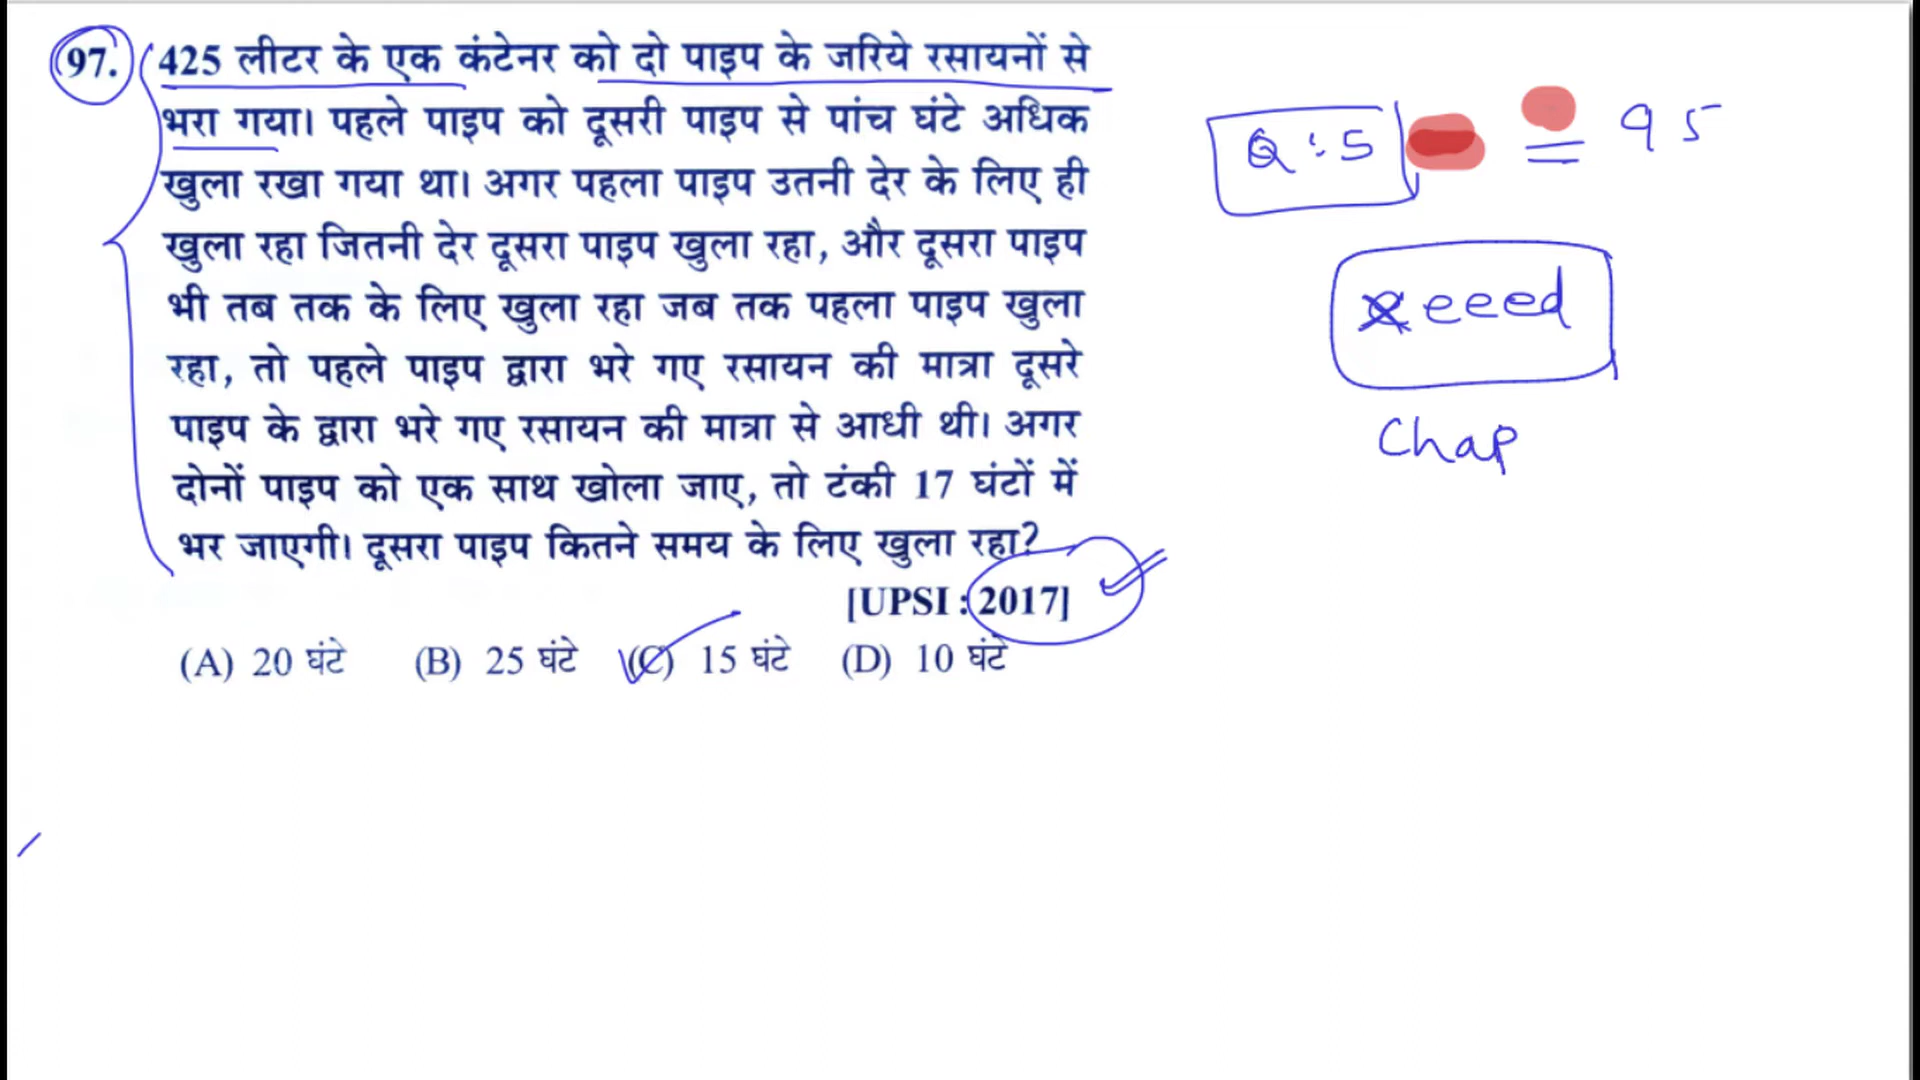 97. 425 लीटर के एक कंटेनर को दो पाइप के जरिये रसायनों से
भरा गया। पहले पाइप को दूसरी पाइप से पांच घंटे अधिक
खुला रखा गया था। अगर पहला पाइप उतनी देर के लिए ही
खुला रहा जितनी देर दूसरा पाइप खुला रहा, और दूसरा पाइप
भी तब तक के लिए खुला रहा जब तक पहला पाइप खुला
रहा, तो पहले पाइप द्वारा भरे गए रसायन की मात्रा दूसरे
पाइप के द्वारा भरे गए रसायन की मात्रा से आधी थी। अगर
दोनों पाइप को एक साथ खोला जाए, तो टंकी 17 घंटों में
भर जाएगी। दूसरा पाइप कितने समय के लिए खुला रहा?
[UPSI : 2017]
(A) 20 घंटे (B) 25 घंटे (C) 15 घंटे (D) 10 घंटे
Q : 5 = 95
eeed
Chap